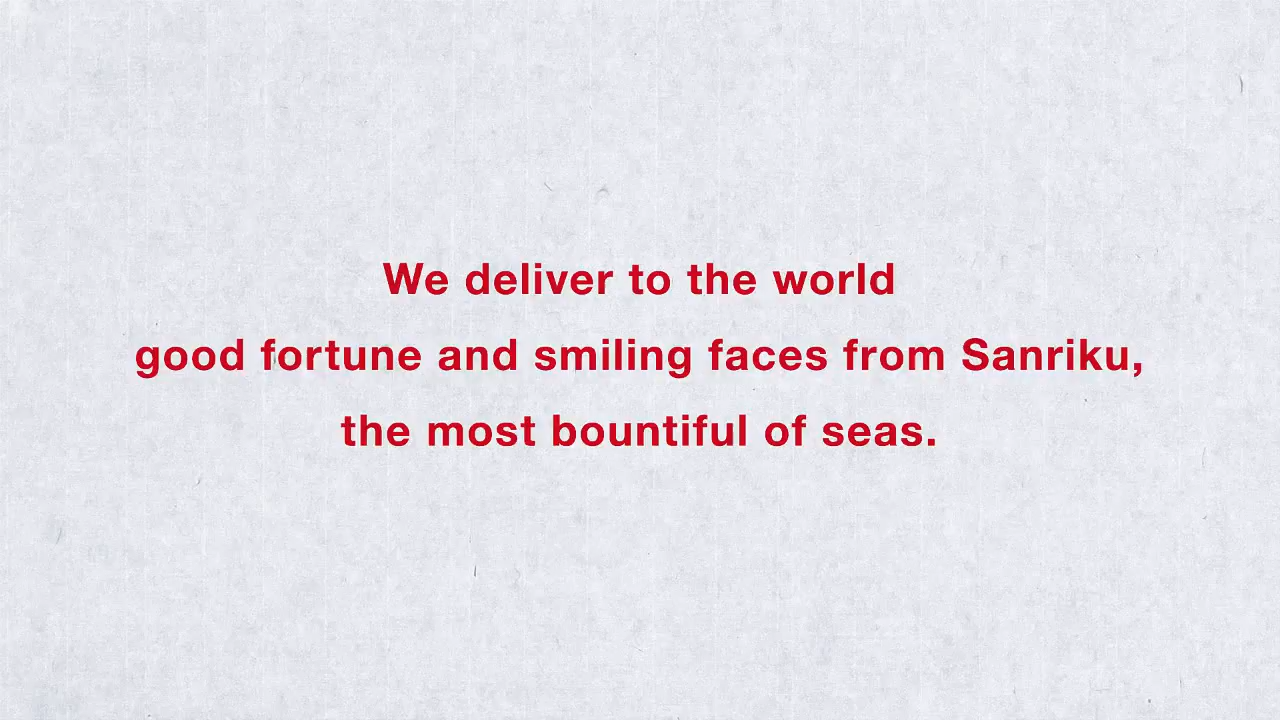 We deliver to the world
good fortune and smiling faces from Sanriku,
the most bountiful of seas.